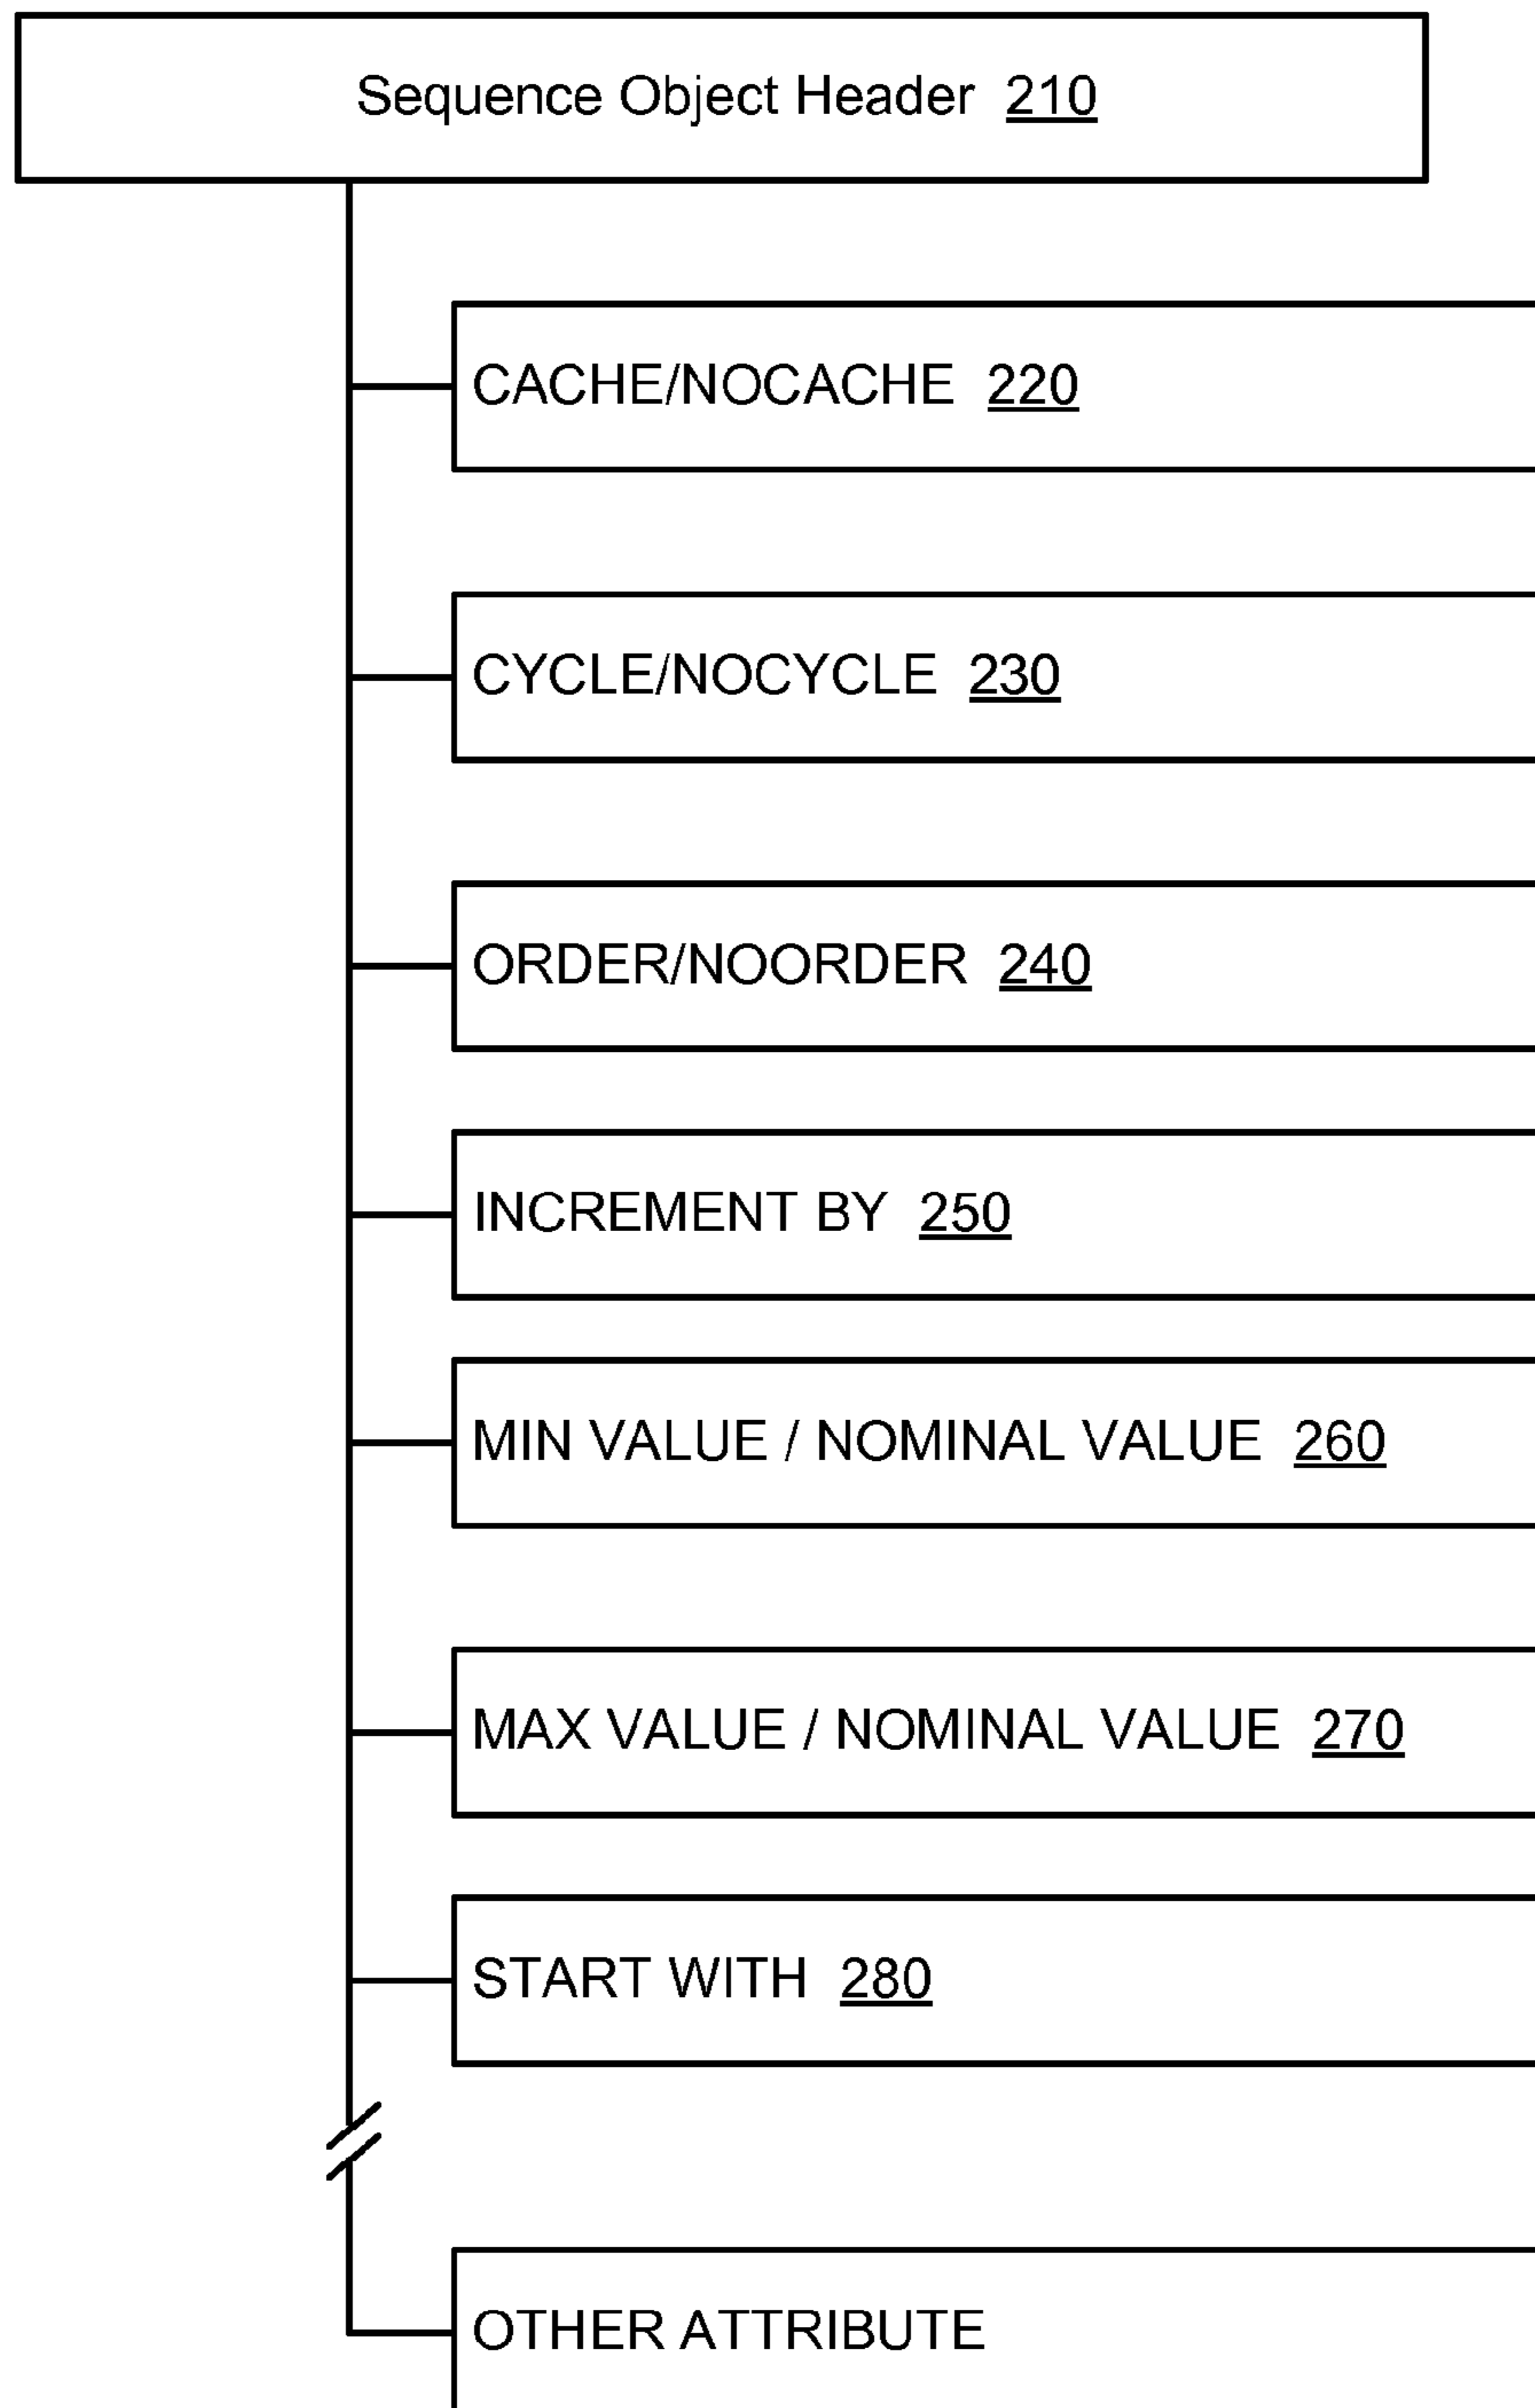 Sequence Object Header 210
CACHE/NOCACHE 220
CYCLE/NOCYCLE 230
ORDER/NOORDER 240
INCREMENT BY 250
MIN VALUE / NOMINAL VALUE 260
MAX VALUE / NOMINAL VALUE 270
START WITH 280
OTHER ATTRIBUTE